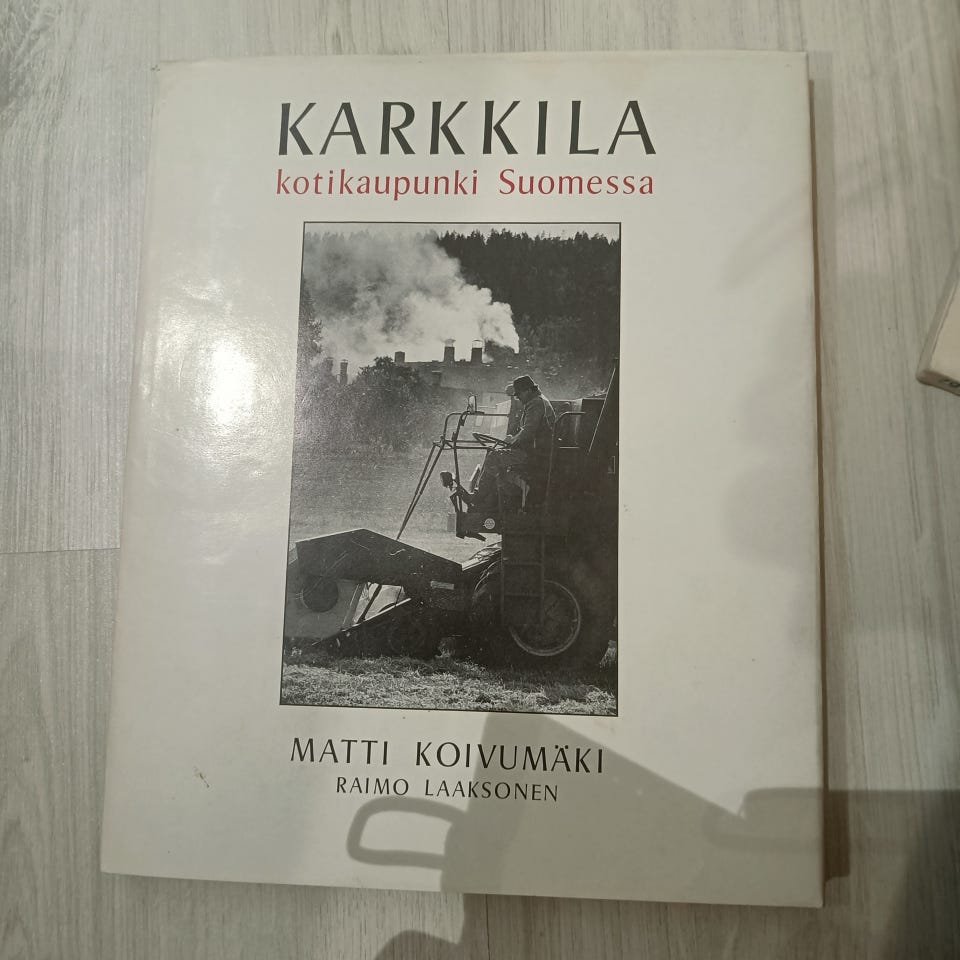 KARKKILA
kotikaupunki Suomessa
MATTI KOIVUMÄKI
RAIMO LAAKSONEN